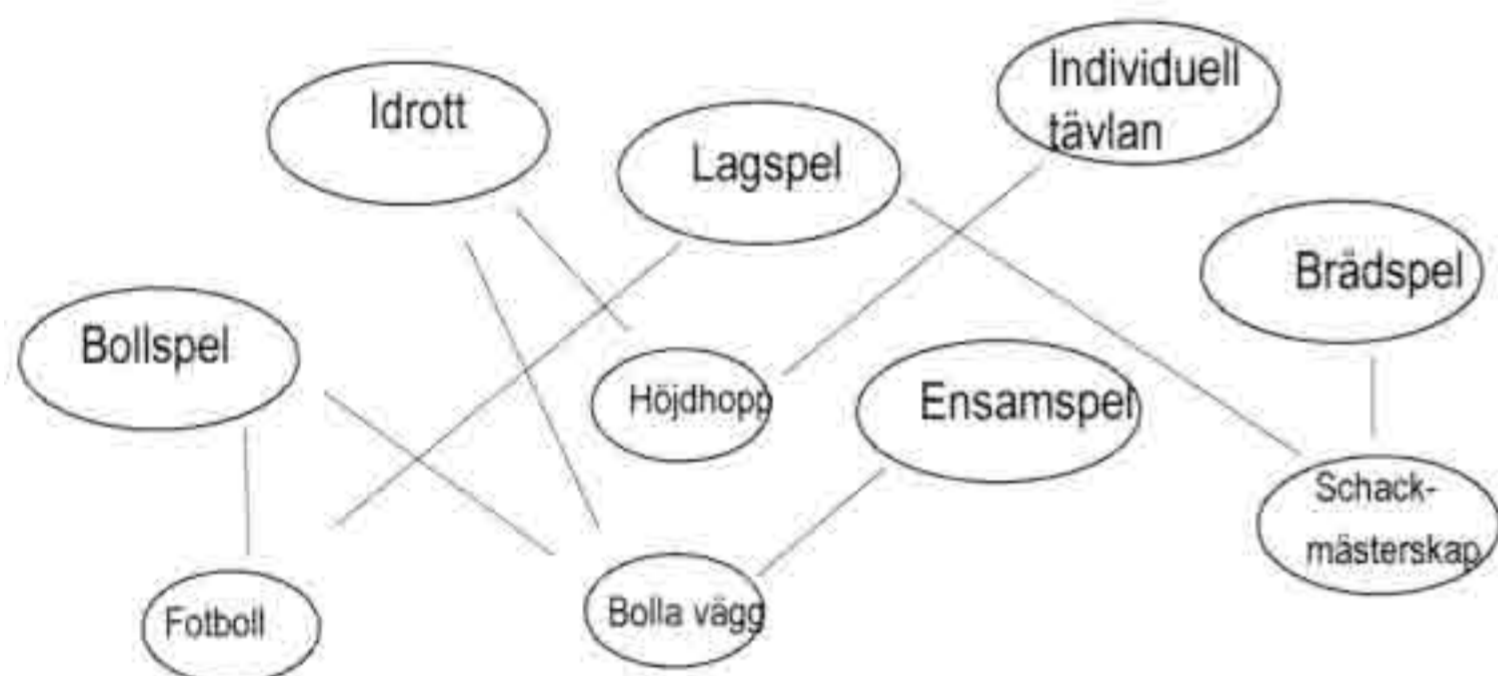 Idrott
Lagspel
Individuell
tävlan
Brädspel
Bollspel
Höjdhopp
Ensamspel
Schack-
mästerskap
Fotboll
Bolla vägg